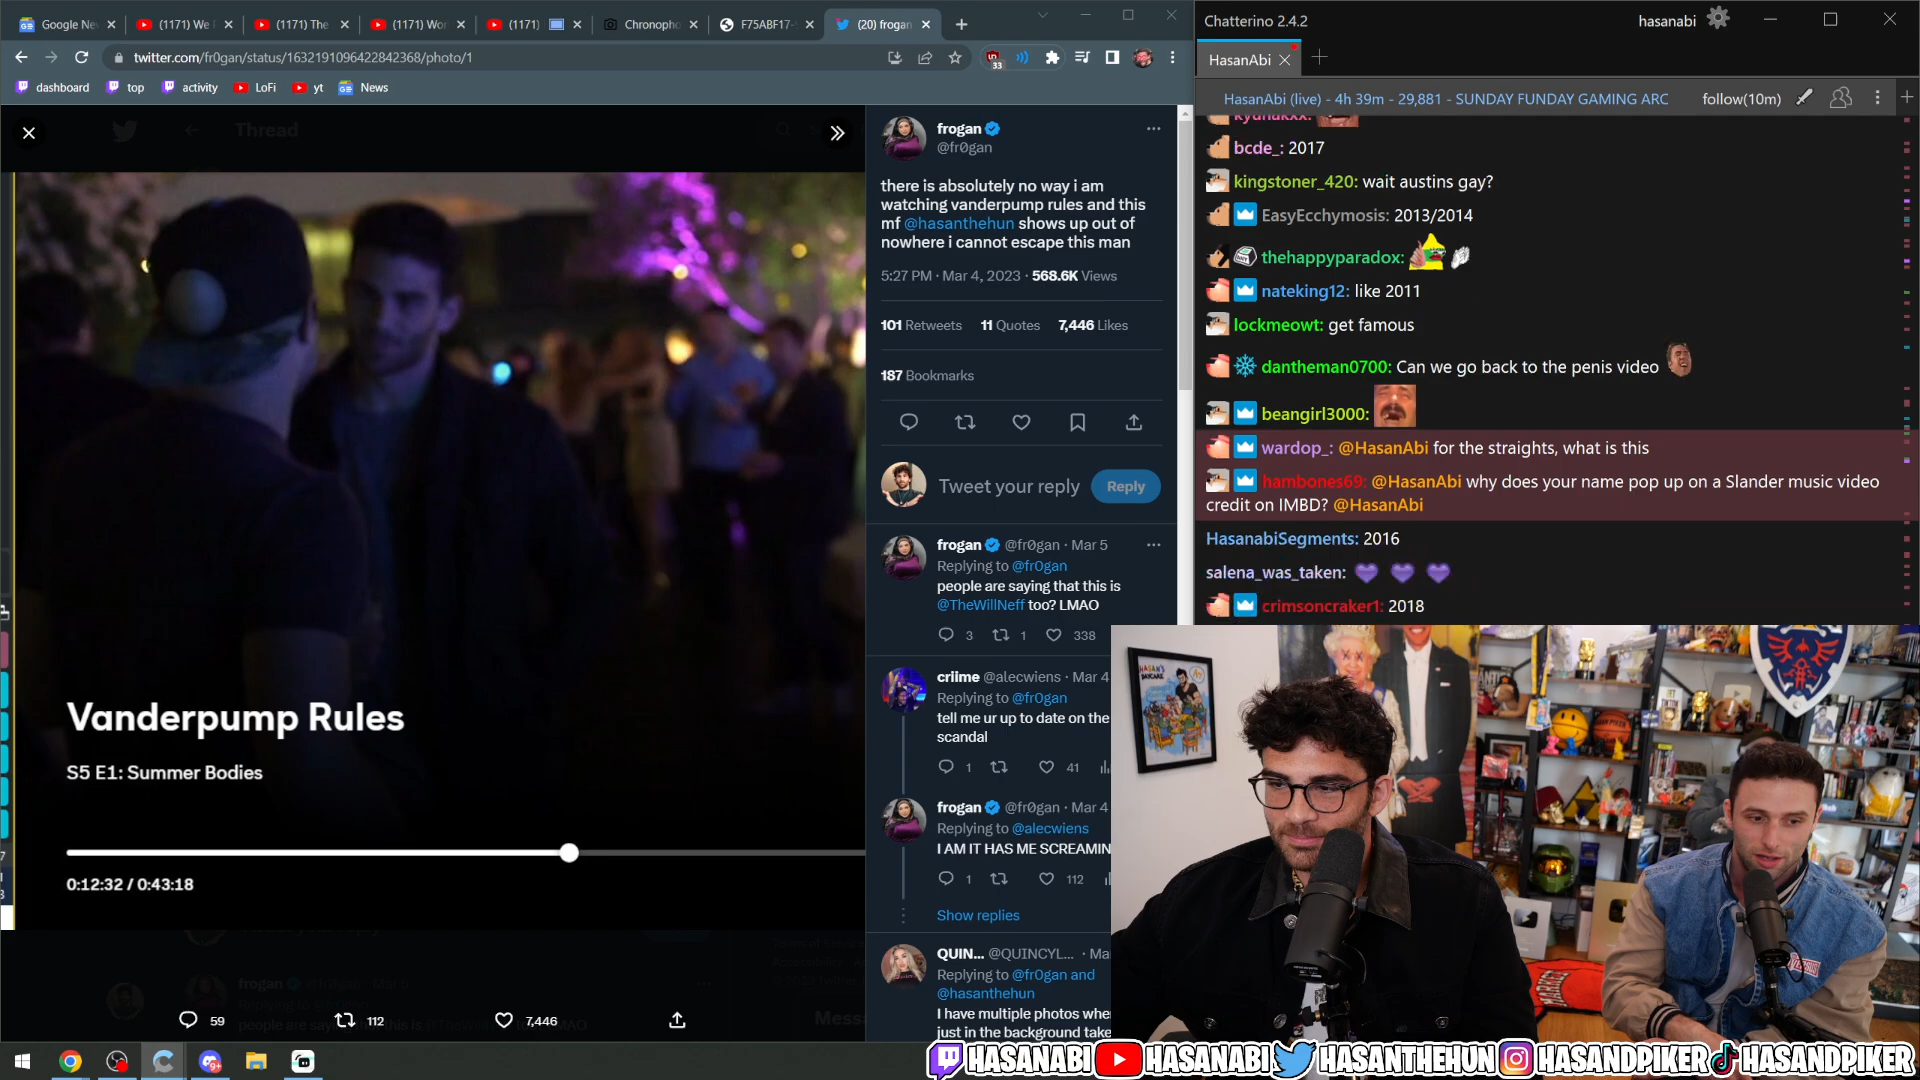 Google Ne
(1171) We
(1171) The
(1171) Wor
(1171)
Chronopho
F75ABF17-
(20) frogan
twitter.com/fr0gan/status/1632191096422842368/photo/1
33
dashboard
top
activity
LoFi
yt
News
Thread
Vanderpump Rules
S5 E1: Summer Bodies
0:12:32 / 0:43:18
59
112
7,446
frogan
@fr0gan
there is absolutely no way i am
watching vanderpump rules and this
mf @hasanthehun shows up out of
nowhere i cannot escape this man
5:27 PM · Mar 4, 2023 · 568.6K Views
101 Retweets 11 Quotes 7,446 Likes
187 Bookmarks
Tweet your reply
Reply
frogan @fr0gan · Mar 5
Replying to @fr0gan
people are saying that this is
@TheWillNeff too? LMAO
3 1 338
criime @alecwiens · Mar 4
Replying to @fr0gan
tell me ur up to date on the
scandal
1 41
frogan @fr0gan · Mar 4
Replying to @alecwiens
I AM IT HAS ME SCREAMIN
1 112
Show replies
QUIN... @QUINCYL... · Ma
Replying to @fr0gan and
@hasanthehun
I have multiple photos whe
just in the background take
Chatterino 2.4.2
hasanabi
HasanAbi
HasanAbi (live) - 4h 39m - 29,881 - SUNDAY FUNDAY GAMING ARC
follow(10m)
kyunakxx:
bcde_: 2017
kingstoner_420: wait austins gay?
EasyEcchymosis: 2013/2014
thehappyparadox:
nateking12: like 2011
lockmeowt: get famous
dantheman0700: Can we go back to the penis video
beangirl3000:
wardop_: @HasanAbi for the straights, what is this
hambones69: @HasanAbi why does your name pop up on a Slander music video
credit on IMBD? @HasanAbi
HasanabiSegments: 2016
salena_was_taken:
crimsoncraker1: 2018
HASANABI HASANABI HASANTHEHUN HASANDPIKER HASANDPIKER